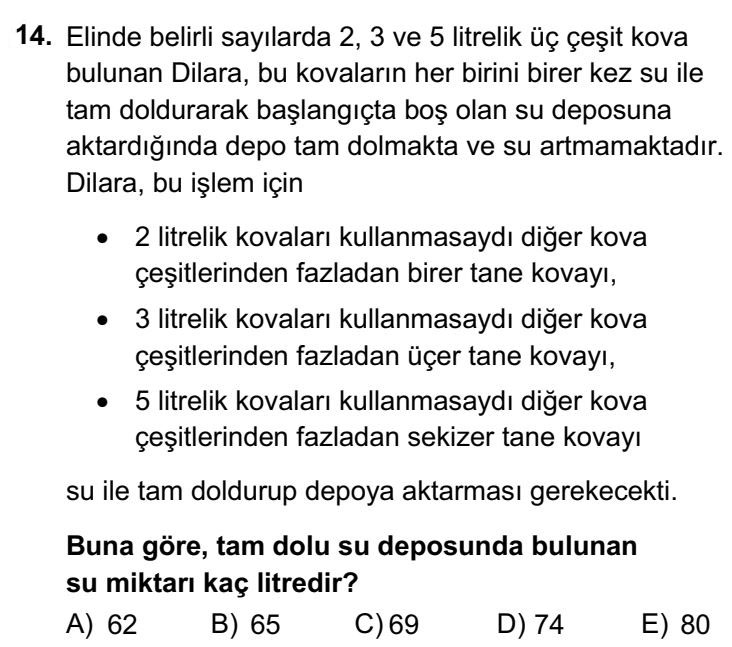 14. Elinde belirli sayılarda 2, 3 ve 5 litrelik üç çeşit kova
bulunan Dilara, bu kovaların her birini birer kez su ile
tam doldurarak başlangıçta boş olan su deposuna
aktardığında depo tam dolmakta ve su artmamaktadır.
Dilara, bu işlem için
• 2 litrelik kovaları kullanmasaydı diğer kova
çeşitlerinden fazladan birer tane kovayı,
• 3 litrelik kovaları kullanmasaydı diğer kova
çeşitlerinden fazladan üçer tane kovayı,
• 5 litrelik kovaları kullanmasaydı diğer kova
çeşitlerinden fazladan sekizer tane kovayı
su ile tam doldurup depoya aktarması gerekecekti.
Buna göre, tam dolu su deposunda bulunan
su miktarı kaç litredir?
A) 62 B) 65 C) 69 D) 74 E) 80